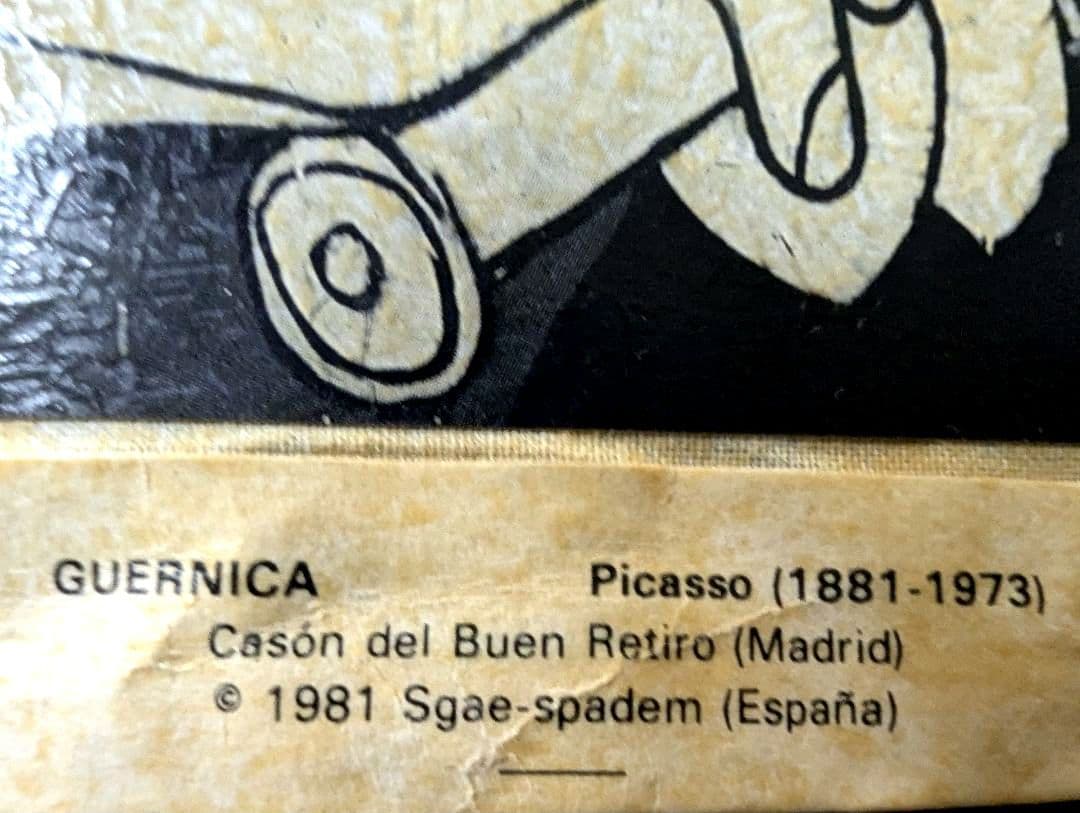 GUERNICA Picasso (1881-1973)
Casón del Buen Retiro (Madrid)
© 1981 Sgae-spadem (España)